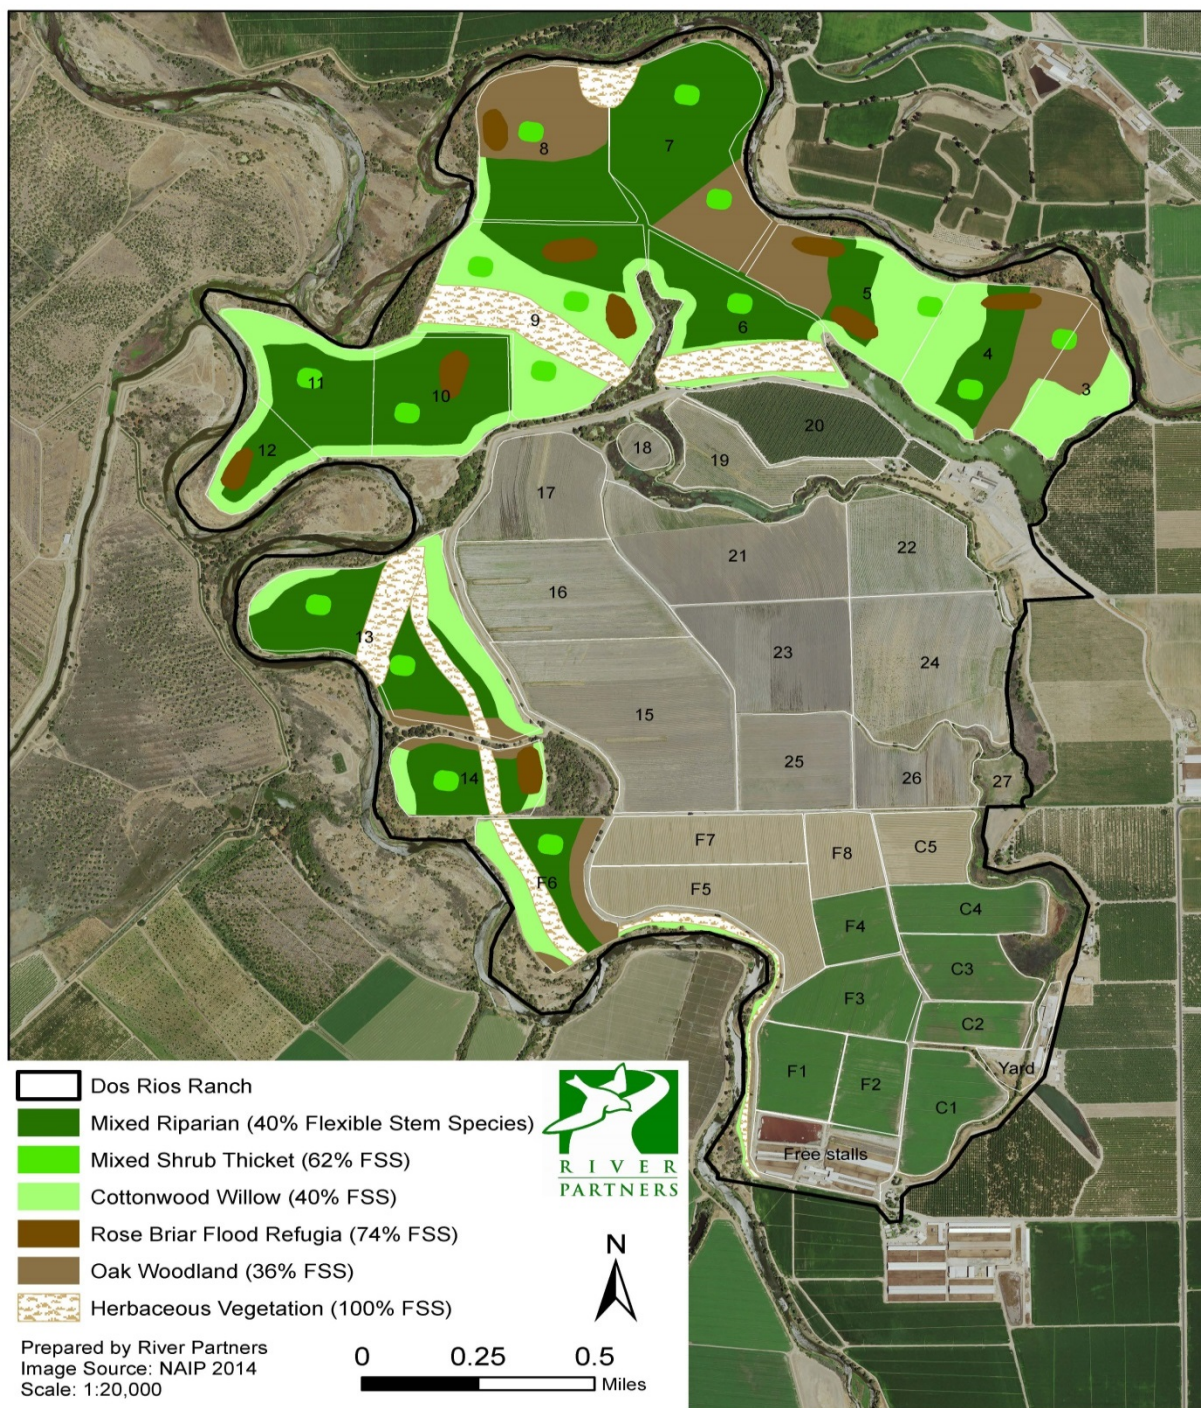 7
8
5
9
6
4
3
11
10
12
20
18
19
17
22
21
16
13
23
24
15
14
25
26
27
F7
F8
C5
F6
F5
C4
F4
C3
F3
C2
F1
F2
Yard
C1
Free stalls
Dos Rios Ranch
Mixed Riparian (40% Flexible Stem Species)
Mixed Shrub Thicket (62% FSS)
Cottonwood Willow (40% FSS)
Rose Briar Flood Refugia (74% FSS)
Oak Woodland (36% FSS)
Herbaceous Vegetation (100% FSS)
RIVER
PARTNERS
N
Prepared by River Partners
Image Source: NAIP 2014
Scale: 1:20,000
0 0.25 0.5
Miles